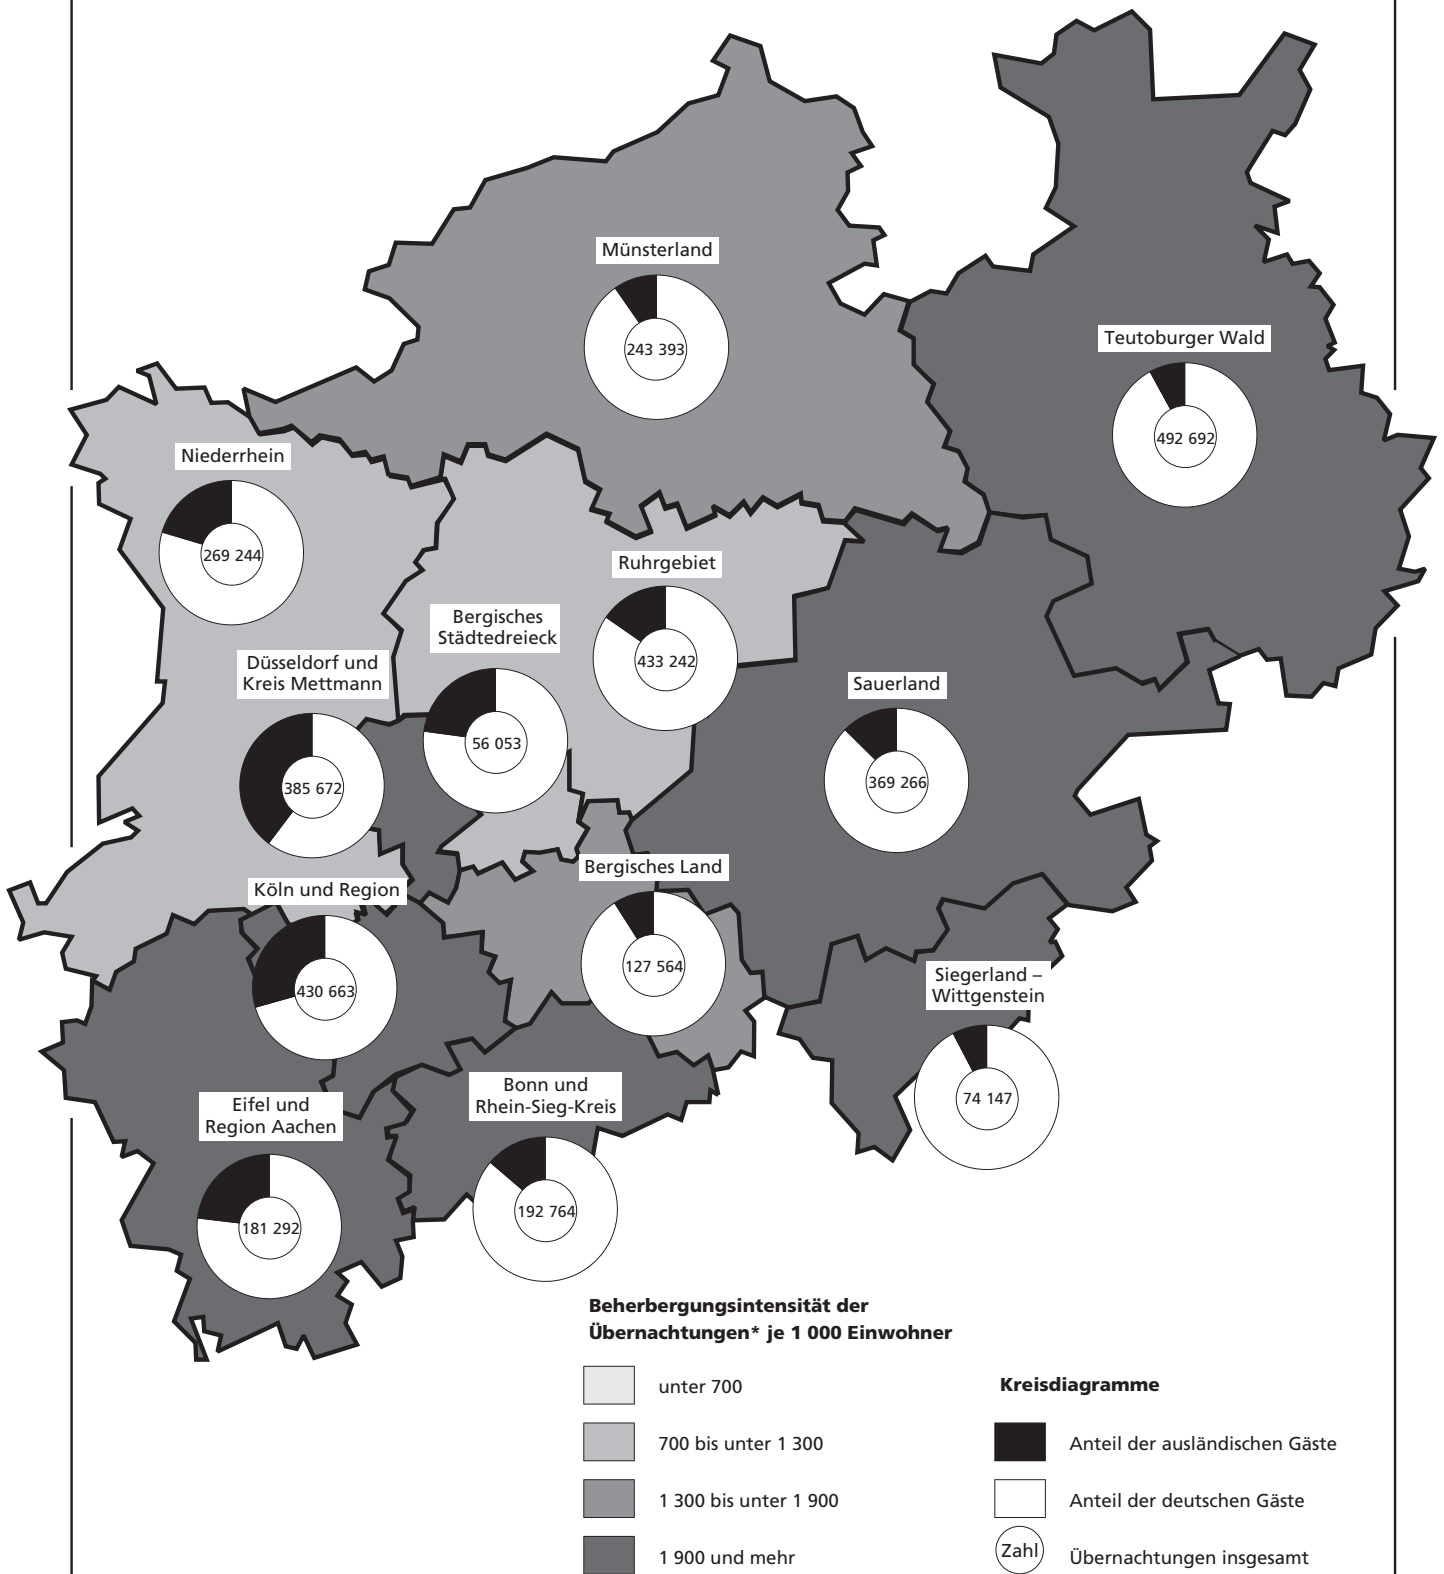 Münsterland
243 393
Teutoburger Wald
492 692
Niederrhein
269 244
Ruhrgebiet
433 242
Bergisches
Städtedreieck
56 053
Düsseldorf und
Kreis Mettmann
385 672
Sauerland
369 266
Bergisches Land
127 564
Köln und Region
430 663
Siegerland –
Wittgenstein
74 147
Bonn und
Rhein-Sieg-Kreis
192 764
Eifel und
Region Aachen
181 292
Beherbergungsintensität der
Übernachtungen* je 1 000 Einwohner
unter 700
700 bis unter 1 300
1 300 bis unter 1 900
1 900 und mehr
Kreisdiagramme
Anteil der ausländischen Gäste
Anteil der deutschen Gäste
Zahl Übernachtungen insgesamt